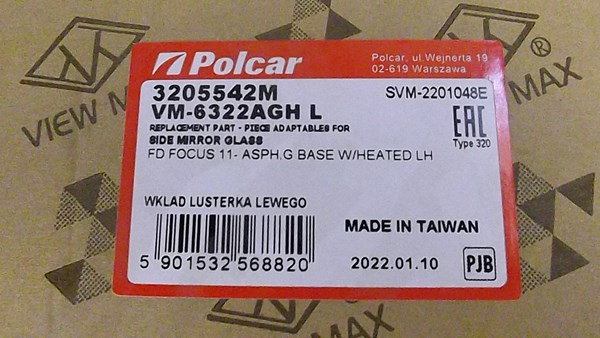 Polcar
Polcar, ul.Wejnerta 19
02-619 Warszawa
VIEW M
MAX
®
3205542M
SVM-2201048E
VM-6322AGH L
EAC
Type 320
REPLACEMENT PART - PIECE ADAPTABLES FOR
SIDE MIRROR GLASS
FD FOCUS 11- ASPH.G BASE W/HEATED LH
WKLAD LUSTERKA LEWEGO
MADE IN TAIWAN
5 901532 568820
2022.01.10
PJB
VIEW MAX
®